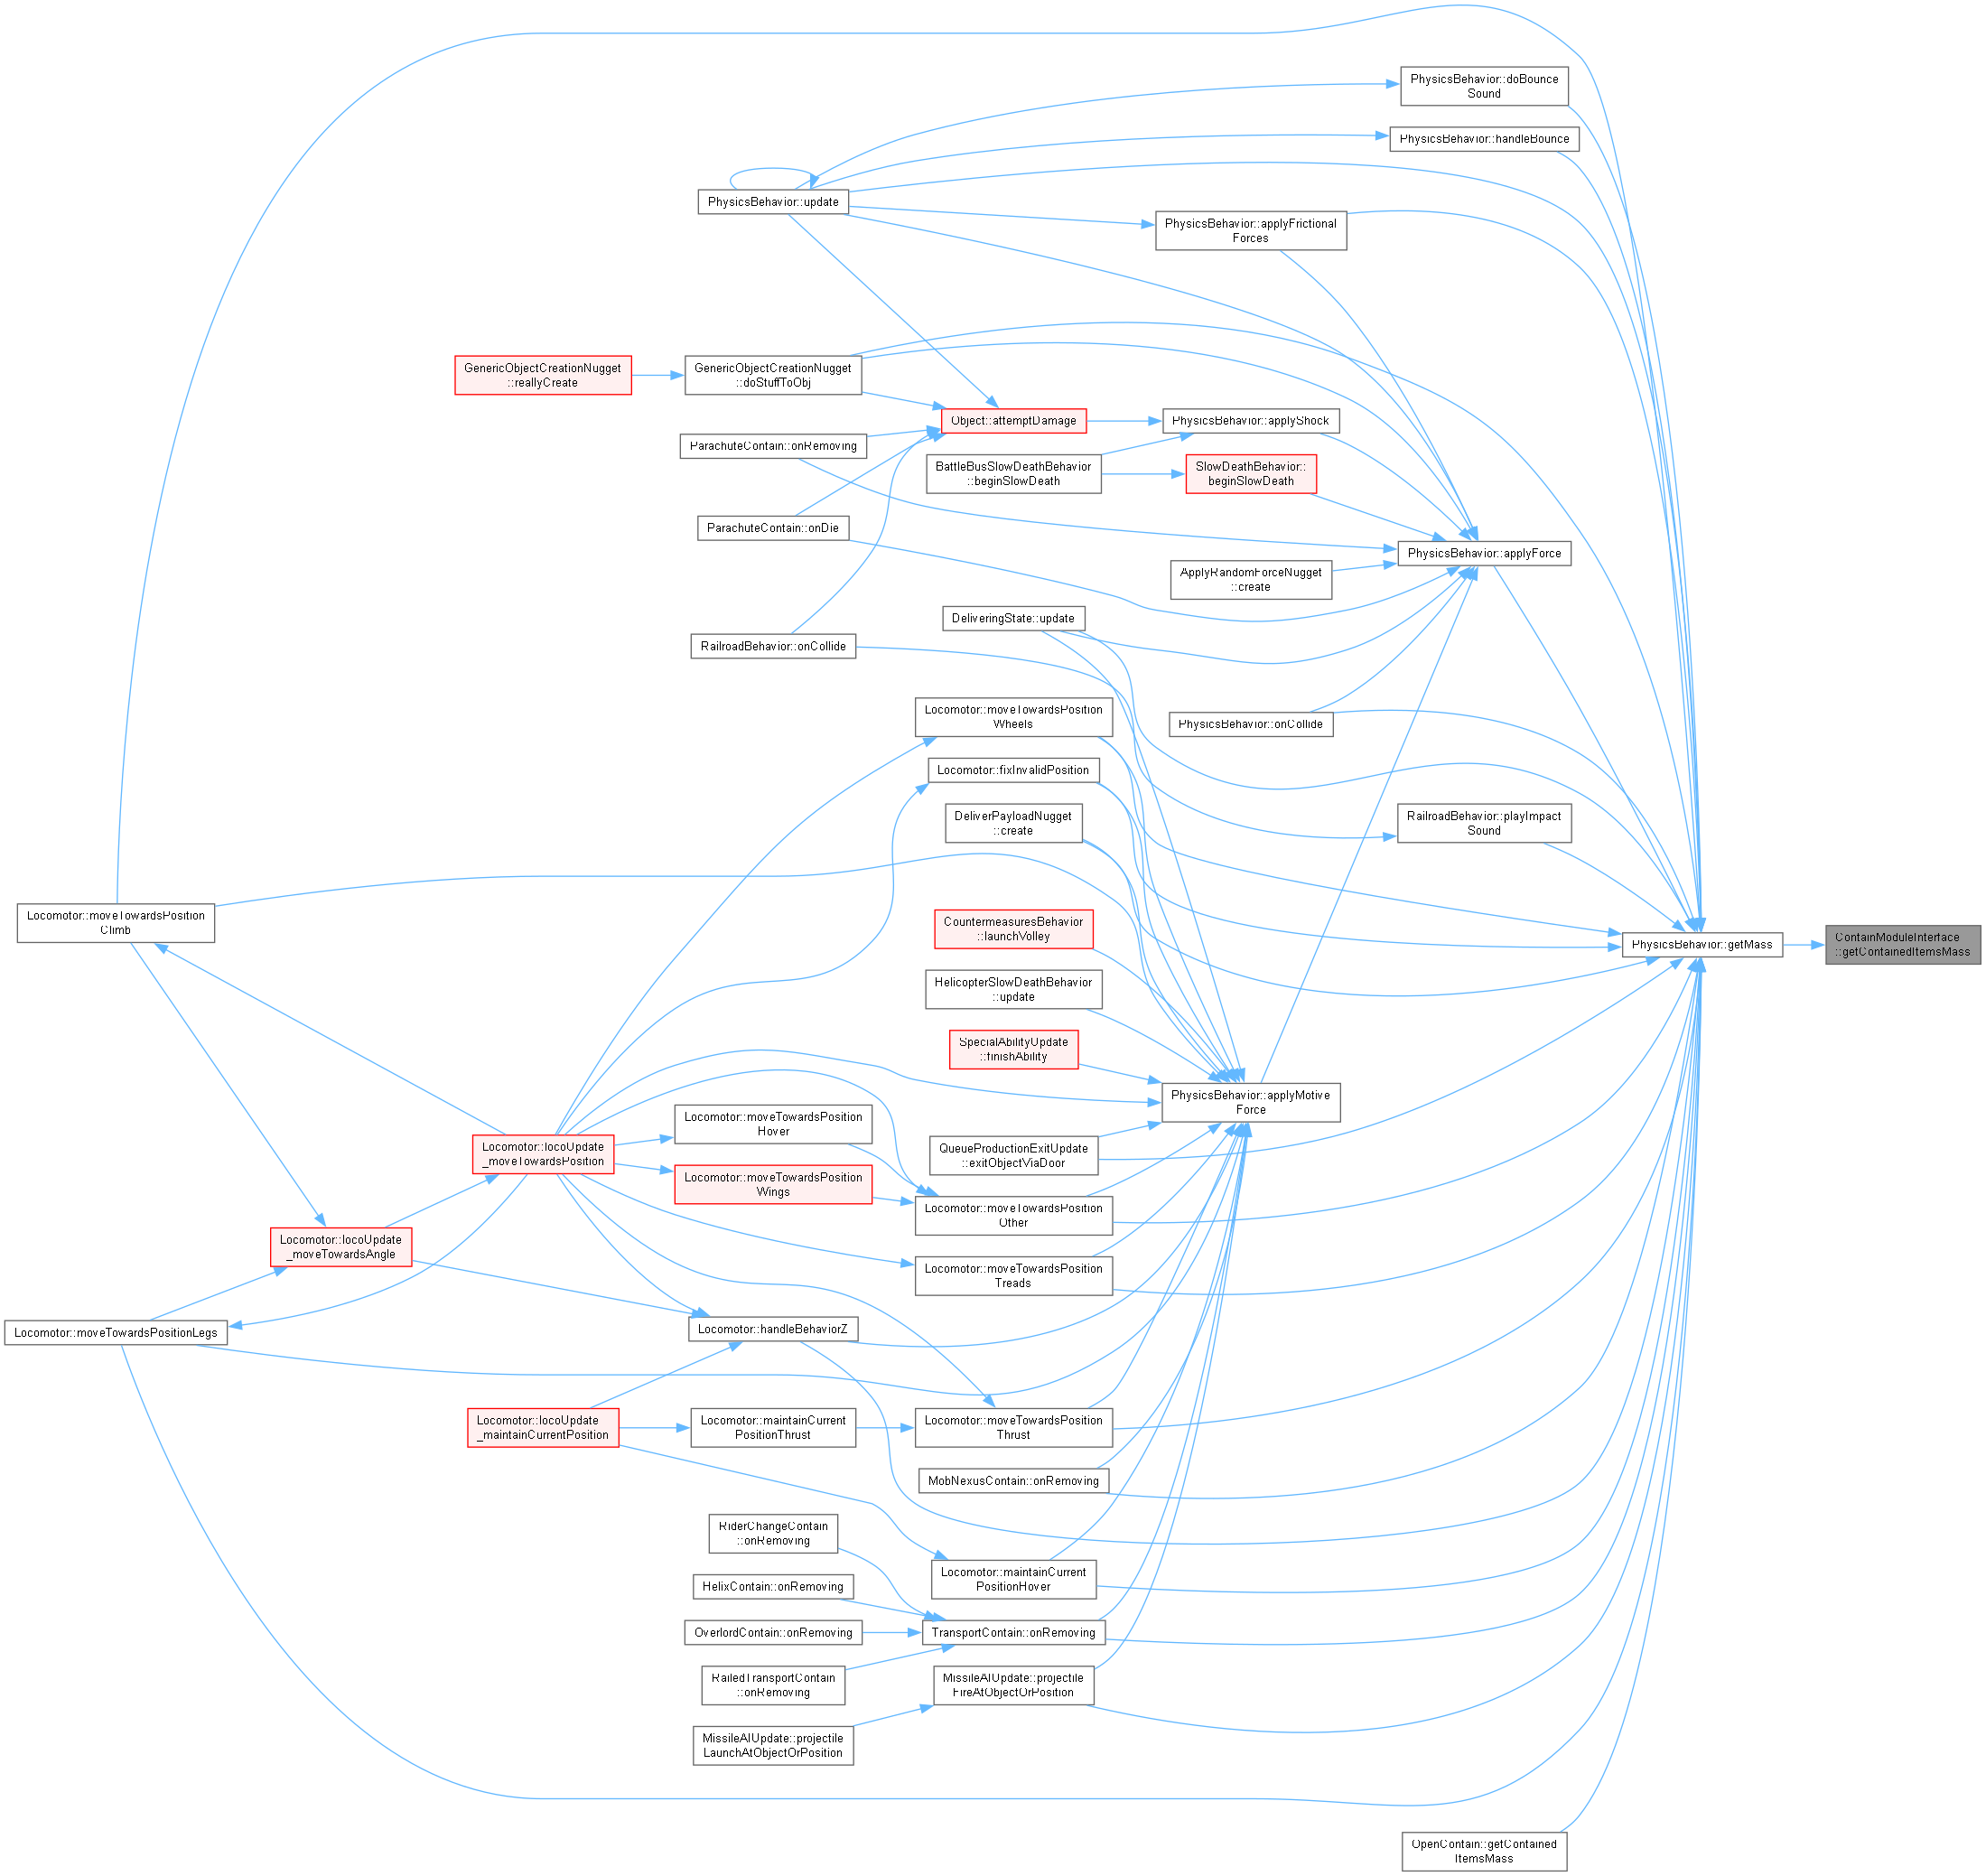 PhysicsBehavior::doBounce
Sound
PhysicsBehavior::handleBounce
PhysicsBehavior::update
PhysicsBehavior::applyFrictional
Forces
GenericObjectCreationNugget
::reallyCreate
GenericObjectCreationNugget
::doStuffToObj
Object::attemptDamage
PhysicsBehavior::applyShock
ParachuteContain::onRemoving
BattleBusSlowDeathBehavior
::beginSlowDeath
SlowDeathBehavior::
beginSlowDeath
ParachuteContain::onDie
PhysicsBehavior::applyForce
ApplyRandomForceNugget
::create
DeliveringState::update
RailroadBehavior::onCollide
Locomotor::moveTowardsPosition
Wheels
PhysicsBehavior::onCollide
Locomotor::fixInvalidPosition
DeliverPayloadNugget
::create
RailroadBehavior::playImpact
Sound
Locomotor::moveTowardsPosition
Climb
CountermeasuresBehavior
::launchVolley
PhysicsBehavior::getMass
ContainModuleInterface
::getContainedItemsMass
HelicopterSlowDeathBehavior
::update
SpecialAbilityUpdate
::finishAbility
PhysicsBehavior::applyMotive
Force
Locomotor::moveTowardsPosition
Hover
Locomotor::locoUpdate
_moveTowardsPosition
QueueProductionExitUpdate
::exitObjectViaDoor
Locomotor::moveTowardsPosition
Wings
Locomotor::moveTowardsPosition
Other
Locomotor::locoUpdate
_moveTowardsAngle
Locomotor::moveTowardsPosition
Treads
Locomotor::moveTowardsPositionLegs
Locomotor::handleBehaviorZ
Locomotor::locoUpdate
_maintainCurrentPosition
Locomotor::maintainCurrent
PositionThrust
Locomotor::moveTowardsPosition
Thrust
MobNexusContain::onRemoving
RiderChangeContain
::onRemoving
Locomotor::maintainCurrent
PositionHover
HelixContain::onRemoving
OverlordContain::onRemoving
TransportContain::onRemoving
RailedTransportContain
::onRemoving
MissileAIUpdate::projectile
FireAtObjectOrPosition
MissileAIUpdate::projectile
LaunchAtObjectOrPosition
OpenContain::getContained
ItemsMass